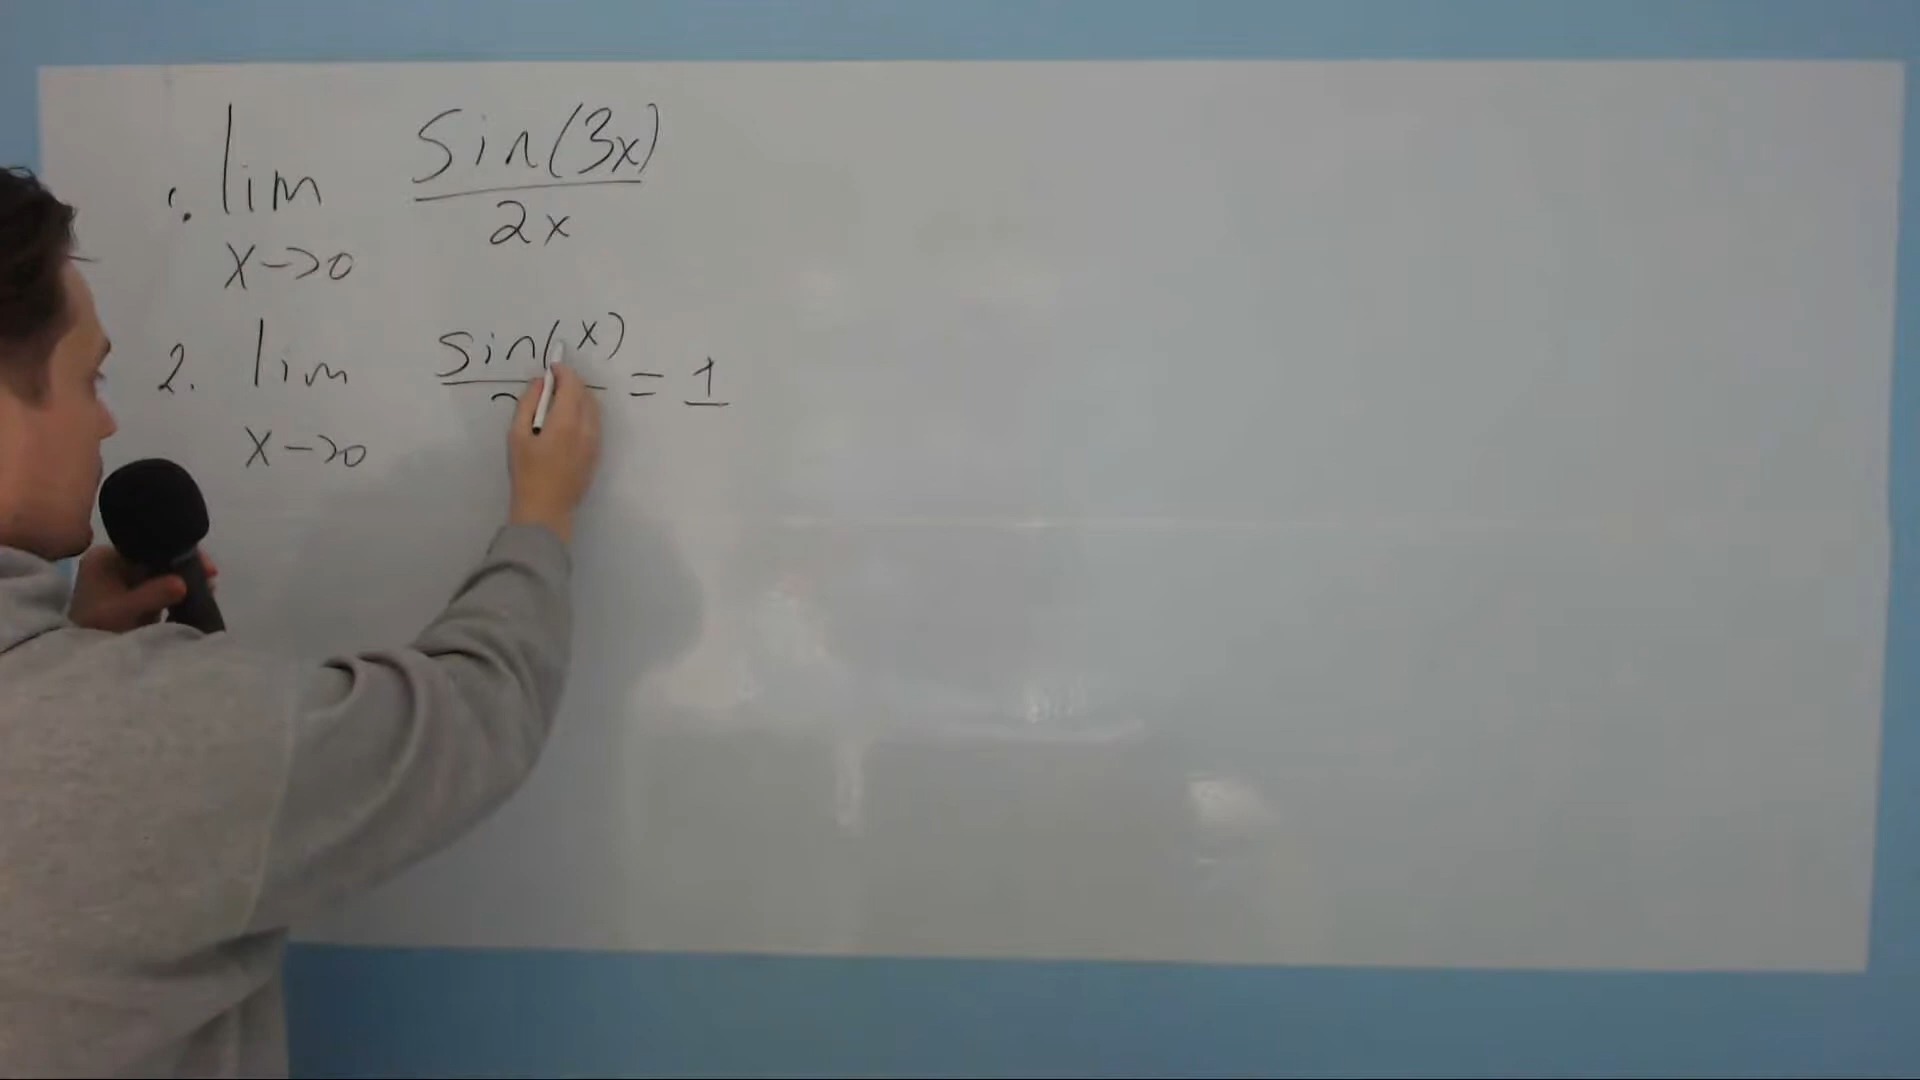 1. lim sin(3x)
2x
x->0
2. lim sin( x) = 1
x->0